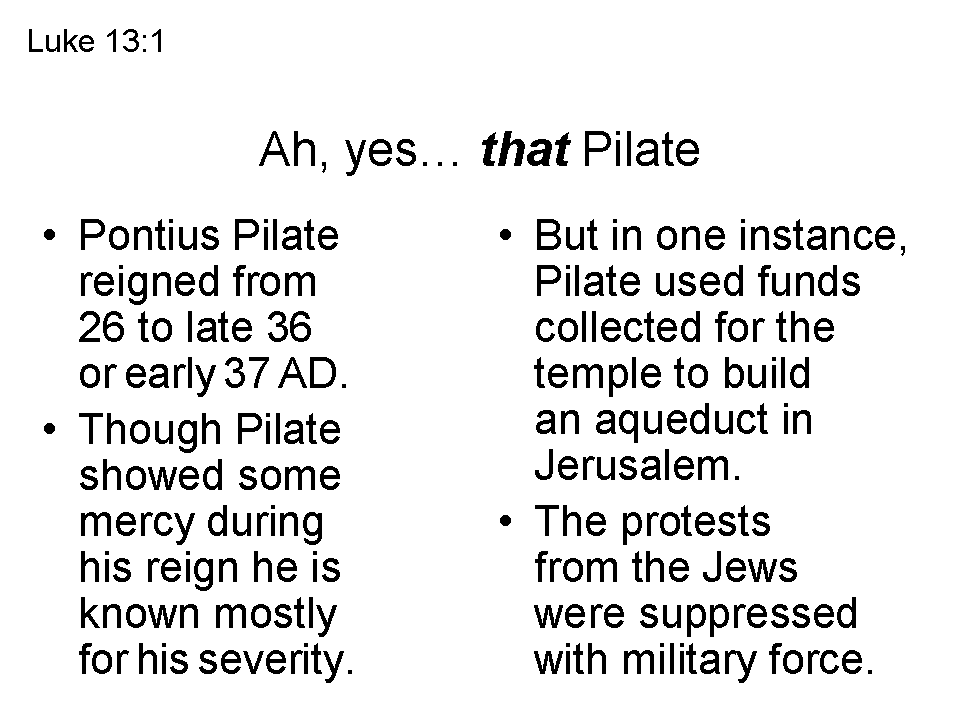 Luke 13:1
Ah, yes… that Pilate
• Pontius Pilate
reigned from
26 to late 36
or early 37 AD.
• Though Pilate
showed some
mercy during
his reign he is
known mostly
for his severity.
• But in one instance,
Pilate used funds
collected for the
temple to build
an aqueduct in
Jerusalem.
• The protests
from the Jews
were suppressed
with military force.